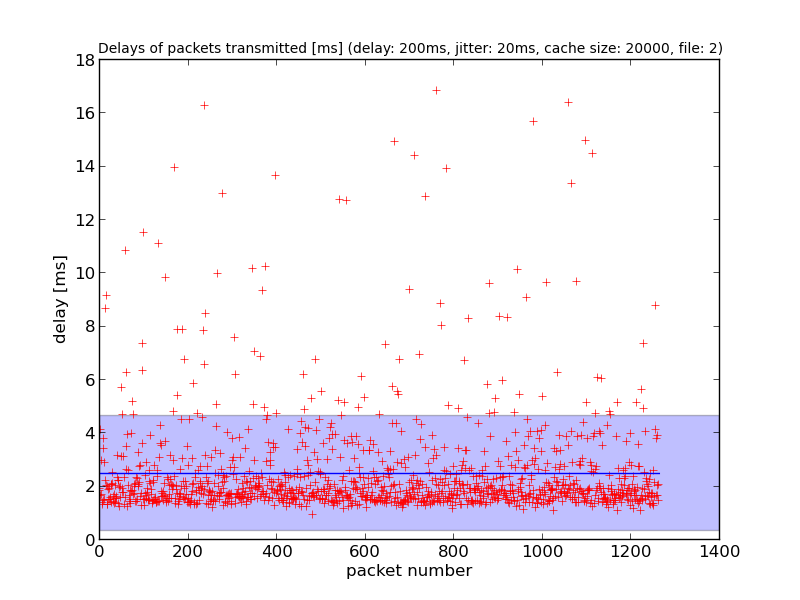 Delays of packets transmitted [ms] (delay: 200ms, jitter: 20ms, cache size: 20000, file: 2)
18
16
14
12
10
8
6
4
2
0
delay [ms]
0 200 400 600 800 1000 1200 1400
packet number